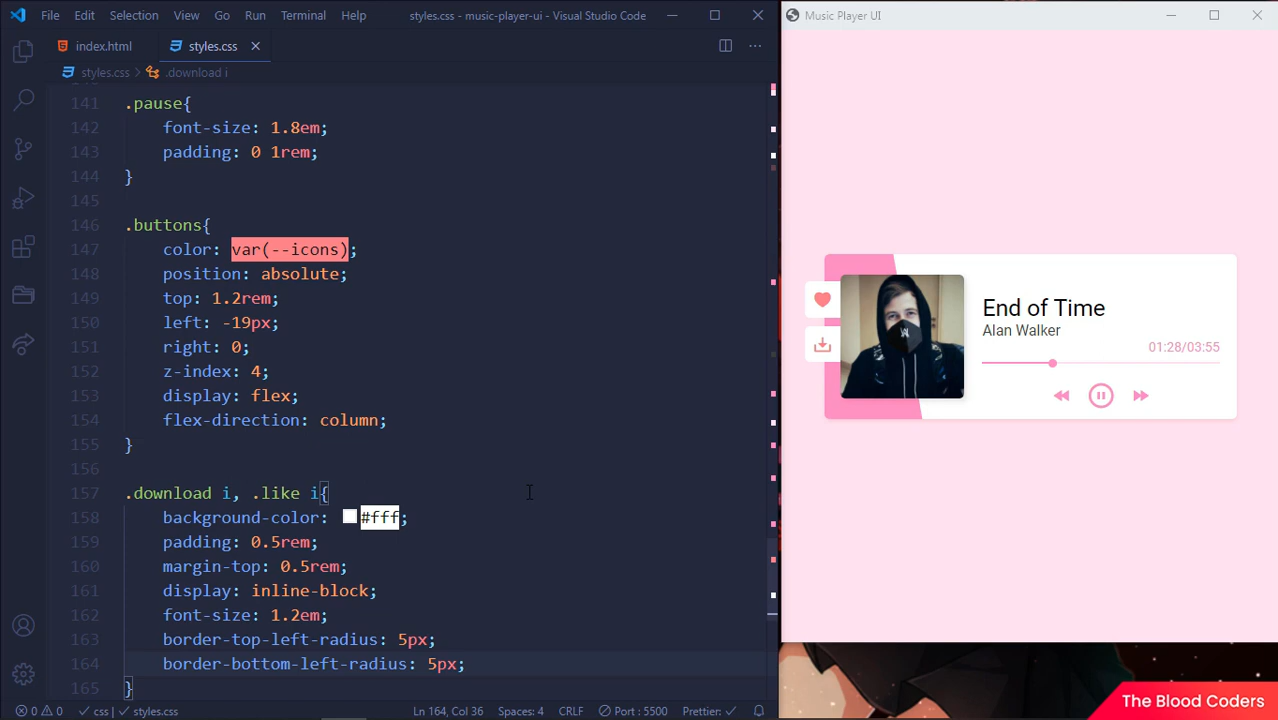 File Edit Selection View Go Run Terminal Help styles.css - music-player-ui - Visual Studio Code
index.html styles.css
styles.css > .download i
141 .pause{
142 font-size: 1.8em;
143 padding: 0 1rem;
144 }
145
146 .buttons{
147 color: var(--icons);
148 position: absolute;
149 top: 1.2rem;
150 left: -19px;
151 right: 0;
152 z-index: 4;
153 display: flex;
154 flex-direction: column;
155 }
156
157 .download i, .like i{
158 background-color: #fff;
159 padding: 0.5rem;
160 margin-top: 0.5rem;
161 display: inline-block;
162 font-size: 1.2em;
163 border-top-left-radius: 5px;
164 border-bottom-left-radius: 5px;
165 }
0 0 css styles.css Ln 164, Col 36 Spaces: 4 CRLF Port : 5500 Prettier:
Music Player UI
End of Time
Alan Walker
01:28/03:55
The Blood Coders